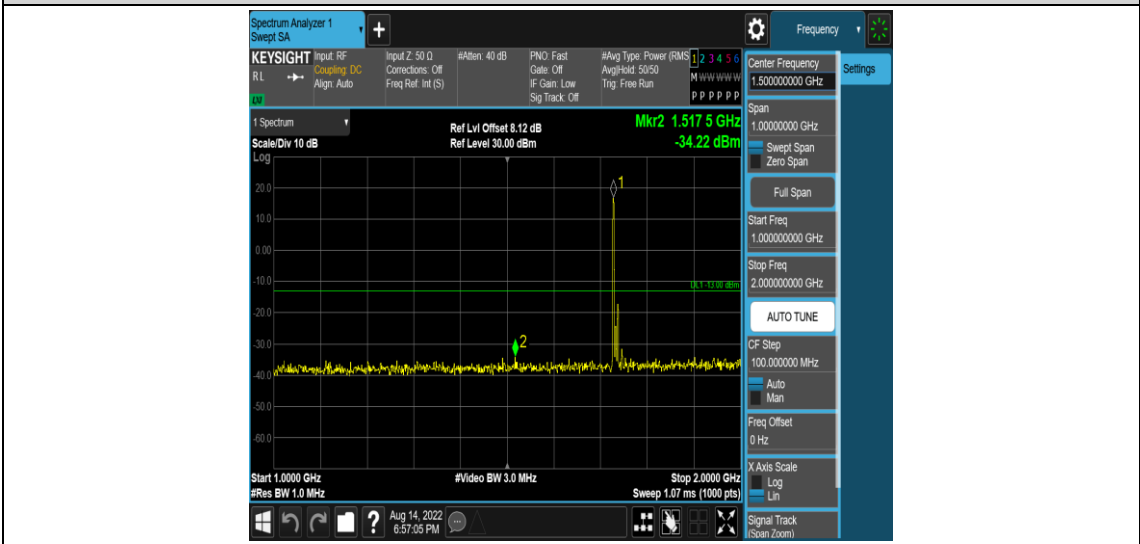 Spectrum Analyzer 1
Swept SA
+
Frequency
KEYSIGHT
RL
LXI
Input: RF
Coupling: DC
Align: Auto
Input Z: 50 Ω
Corrections: Off
Freq Ref: Int (S)
#Atten: 40 dB
PNO: Fast
Gate: Off
IF Gain: Low
Sig Track: Off
#Avg Type: Power (RMS
Avg|Hold: 50/50
Trig: Free Run
1 2 3 4 5 6
M W W W W W
P P P P P P
1 Spectrum
Scale/Div 10 dB
Log
Ref Lvl Offset 8.12 dB
Ref Level 30.00 dBm
Mkr2 1.517 5 GHz
-34.22 dBm
20.0
10.0
0.00
-10.0
-20.0
-30.0
-40.0
-50.0
-60.0
1
2
DL1 -13.00 dBm
Start 1.0000 GHz
#Res BW 1.0 MHz
#Video BW 3.0 MHz
Stop 2.0000 GHz
Sweep 1.07 ms (1000 pts)
?
Aug 14, 2022
6:57:05 PM
Center Frequency
1.500000000 GHz
Settings
Span
1.00000000 GHz
Swept Span
Zero Span
Full Span
Start Freq
1.000000000 GHz
Stop Freq
2.000000000 GHz
AUTO TUNE
CF Step
100.000000 MHz
Auto
Man
Freq Offset
0 Hz
X Axis Scale
Log
Lin
Signal Track
(Span Zoom)